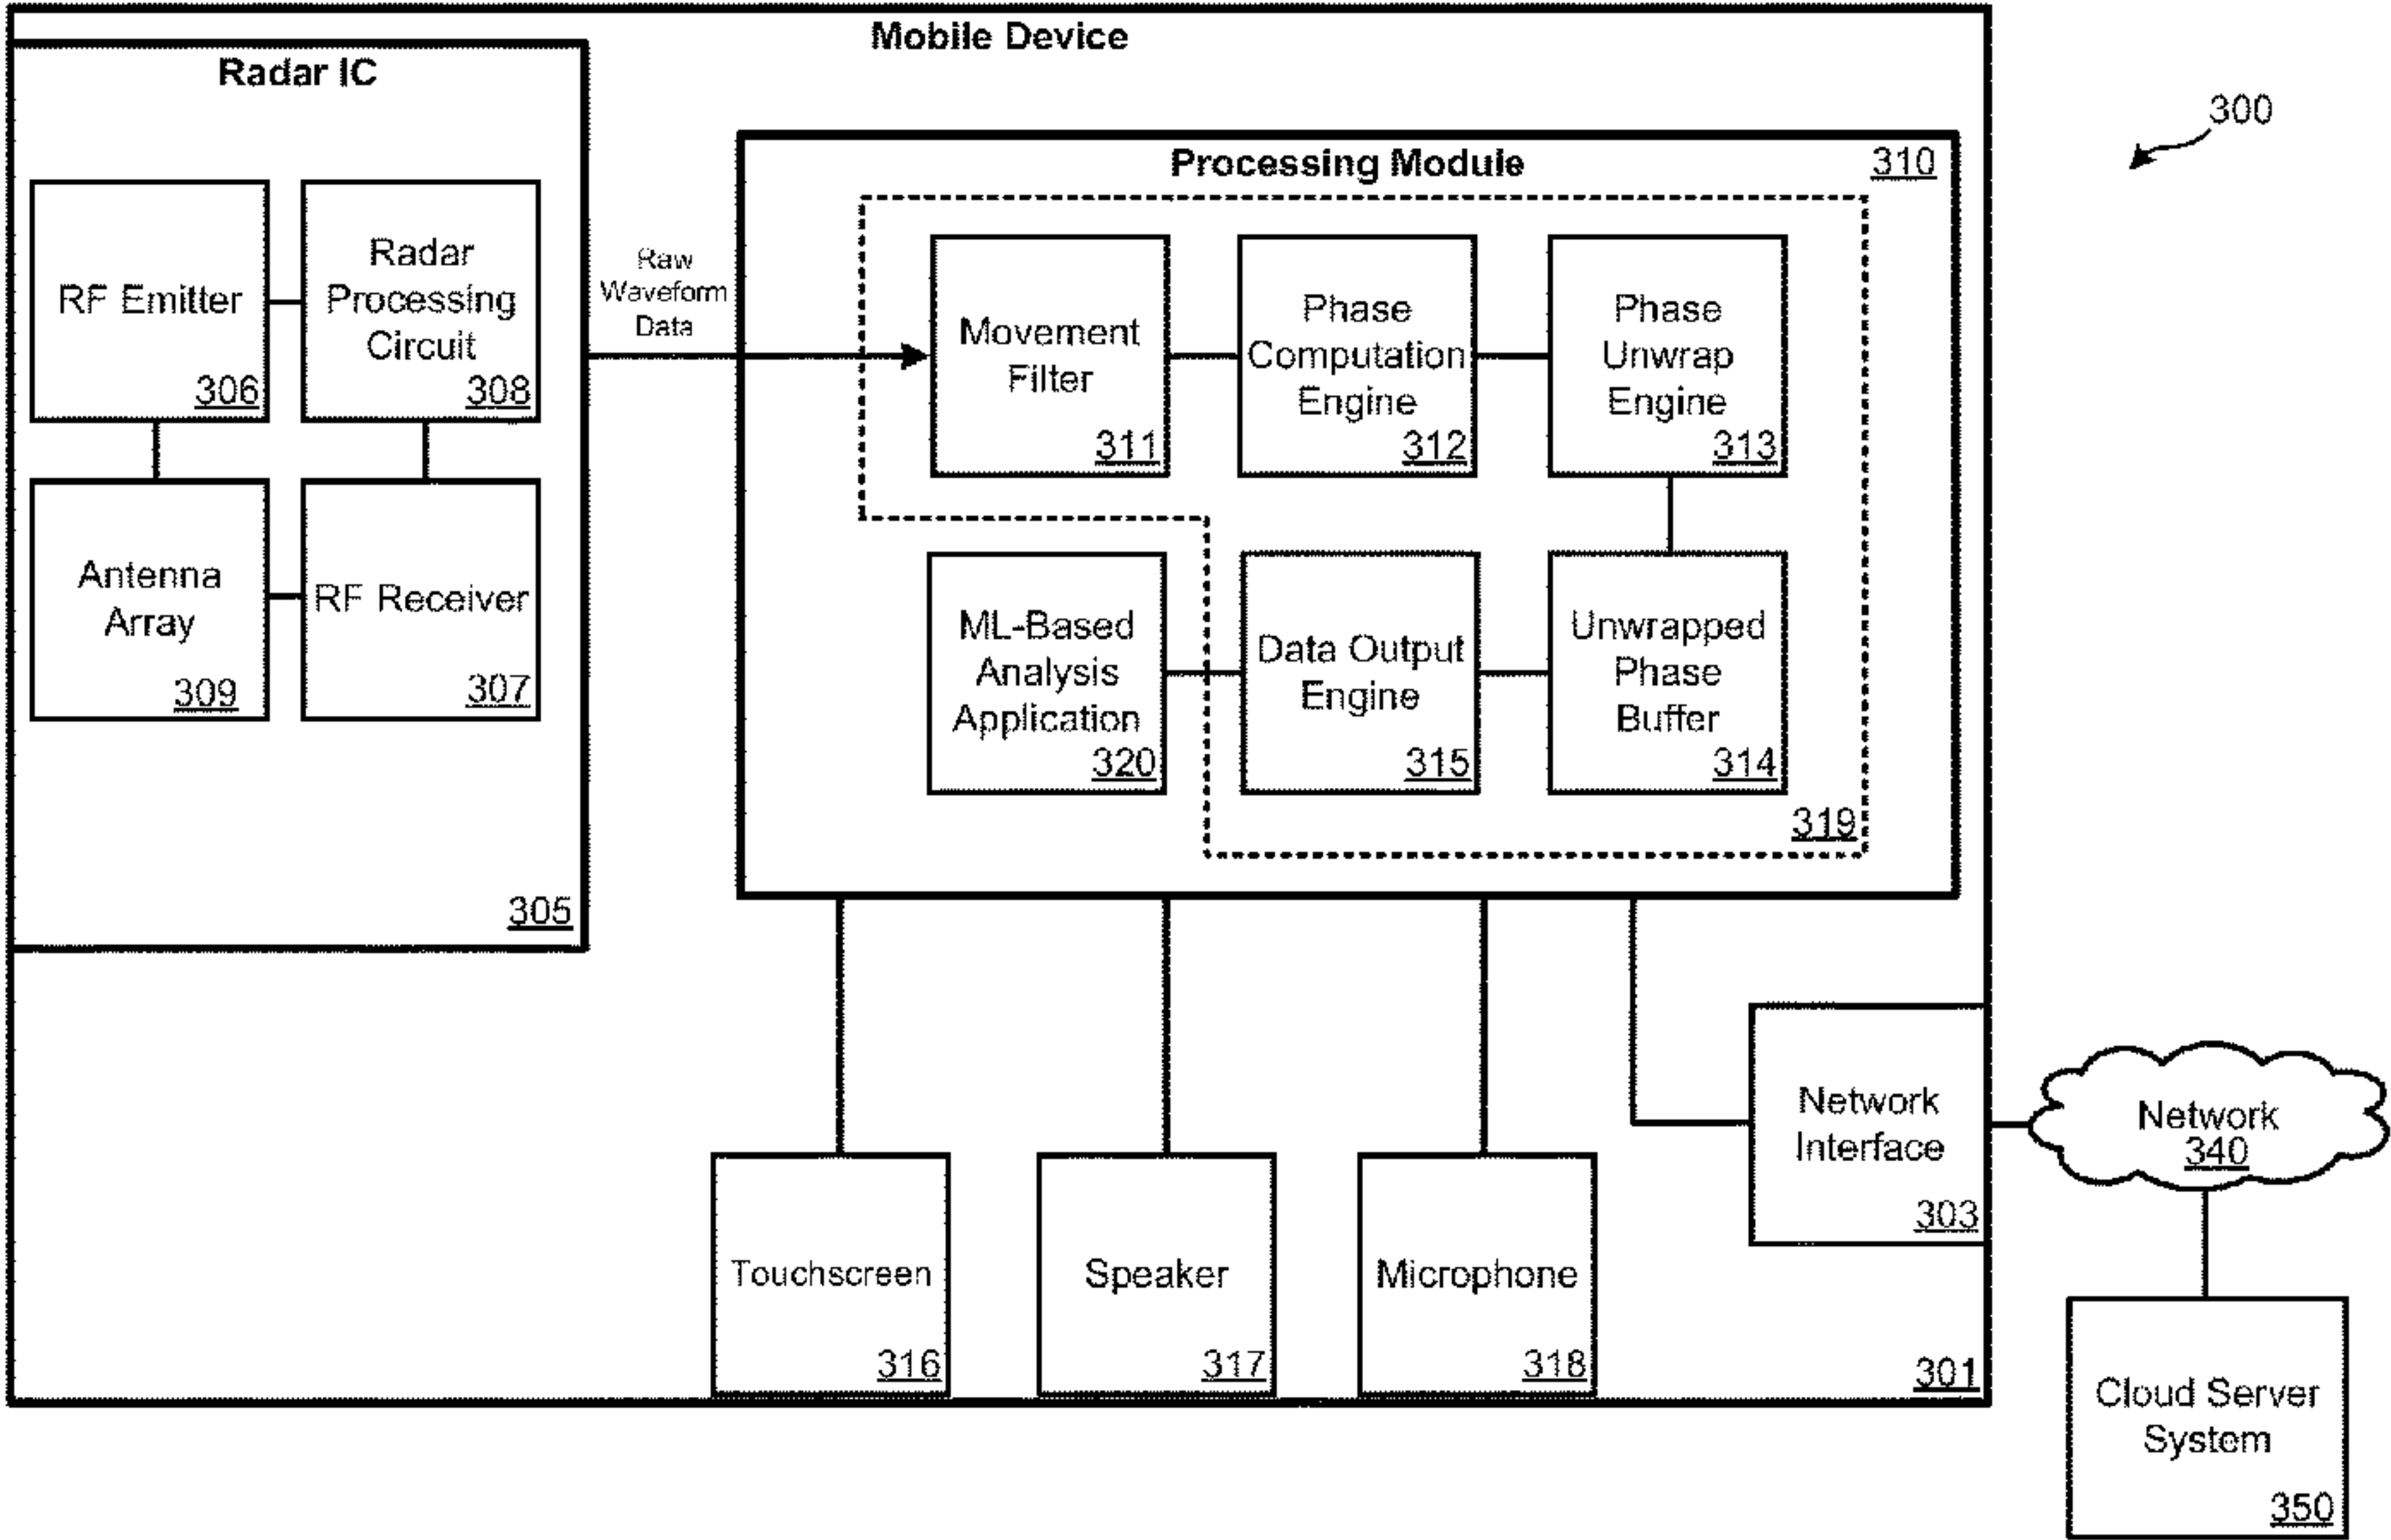 Mobile Device
Radar IC
300
Processing Module
310
RF Emitter
306
Radar
Processing
Circuit
308
Antenna
Array
309
RF Receiver
307
305
Raw
Waveform
Data
Movement
Filter
311
Phase
Computation
Engine
312
Phase
Unwrap
Engine
313
ML-Based
Analysis
Application
320
Data Output
Engine
315
Unwrapped
Phase
Buffer
314
319
Touchscreen
316
Speaker
317
Microphone
318
Network
Interface
303
301
Network
340
Cloud Server
System
350